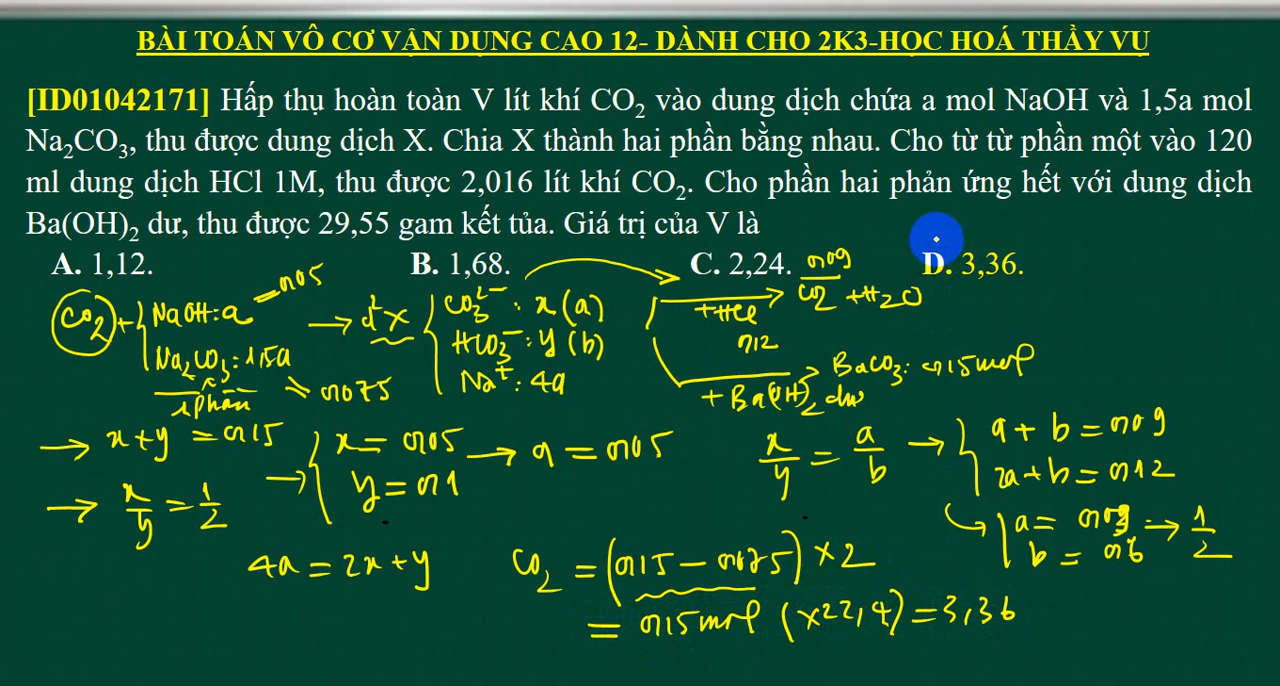 BÀI TOÁN VÔ CƠ VẬN DỤNG CAO 12- DÀNH CHO 2K3-HỌC HOÁ THẦY VỤ
[ID01042171] Hấp thụ hoàn toàn V lít khí CO₂ vào dung dịch chứa a mol NaOH và 1,5a mol
Na₂CO₃, thu được dung dịch X. Chia X thành hai phần bằng nhau. Cho từ từ phần một vào 120
ml dung dịch HCl 1M, thu được 2,016 lít khí CO₂. Cho phần hai phản ứng hết với dung dịch
Ba(OH)₂ dư, thu được 29,55 gam kết tủa. Giá trị của V là
A. 1,12. B. 1,68. C. 2,24. D. 3,36.
CO₂ + NaOH: a = 0,05 → d² X CO₃²⁻: x (a) +HCl 0,12 → 0,09 CO₂ + H₂O
Na₂CO₃: 1,5a = 0,075 HCO₃⁻: y (b)
1 phần Na⁺: 4a + Ba(OH)₂ dư → BaCO₃: 0,15 mol
→ x + y = 0,15 → x = 0,05 → a = 0,05 x/y = a/b → a + b = 0,09
y = 0,1 2a + b = 0,12
→ x/y = 1/2 a = 0,03 → 1/2
b = 0,6
4a = 2x + y CO₂ = (0,15 – 0,075) × 2
= 0,15 mol (×22,4) = 3,36